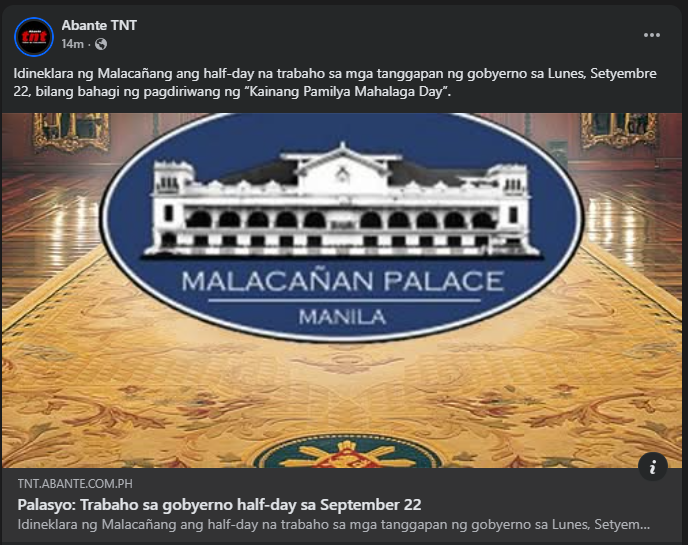 Abante TNT
14m ·
Idineklara ng Malacañang ang half-day na trabaho sa mga tanggapan ng gobyerno sa Lunes, Setyembre
22, bilang bahagi ng pagdiriwang ng “Kainang Pamilya Mahalaga Day”.
MALACAÑAN PALACE
MANILA
TNT.ABANTE.COM.PH
Palasyo: Trabaho sa gobyerno half-day sa September 22
Idineklara ng Malacañang ang half-day na trabaho sa mga tanggapan ng gobyerno sa Lunes, Setyem...